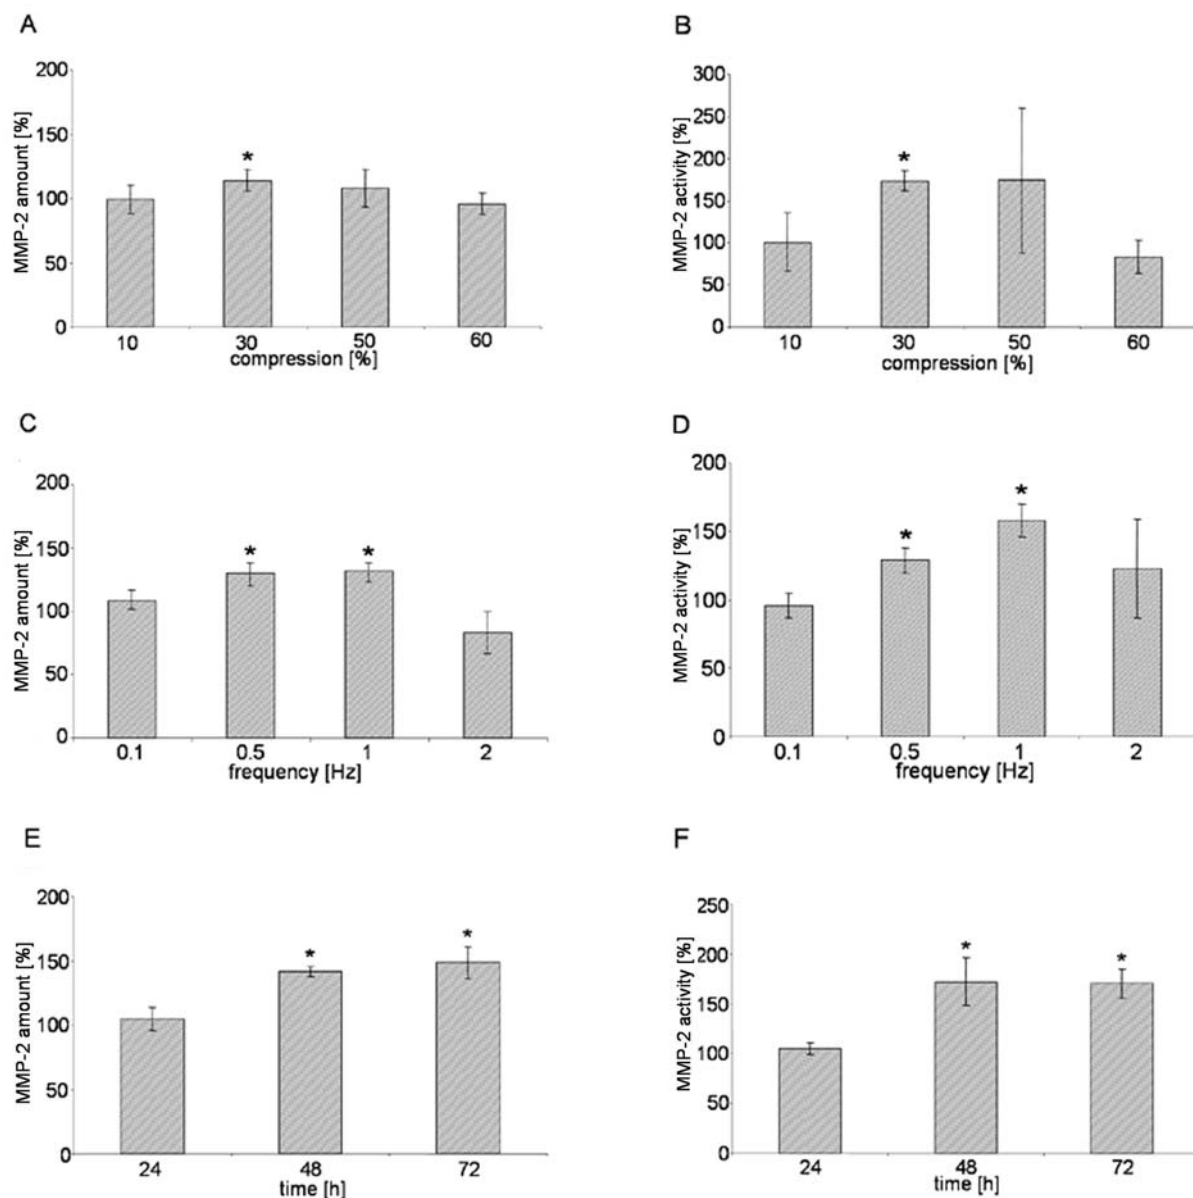 A
MMP-2 amount [%]
200
150
100
50
0
*
10 30 50 60
compression [%]
B
MMP-2 activity [%]
300
250
200
150
100
50
0
*
10 30 50 60
compression [%]
C
MMP-2 amount [%]
200
150
100
50
0
* *
0.1 0.5 1 2
frequency [Hz]
D
MMP-2 activity [%]
200
150
100
50
0
* *
0.1 0.5 1 2
frequency [Hz]
E
MMP-2 amount [%]
200
150
100
50
0
* *
24 48 72
time [h]
F
MMP-2 activity [%]
250
200
150
100
50
0
* *
24 48 72
time [h]